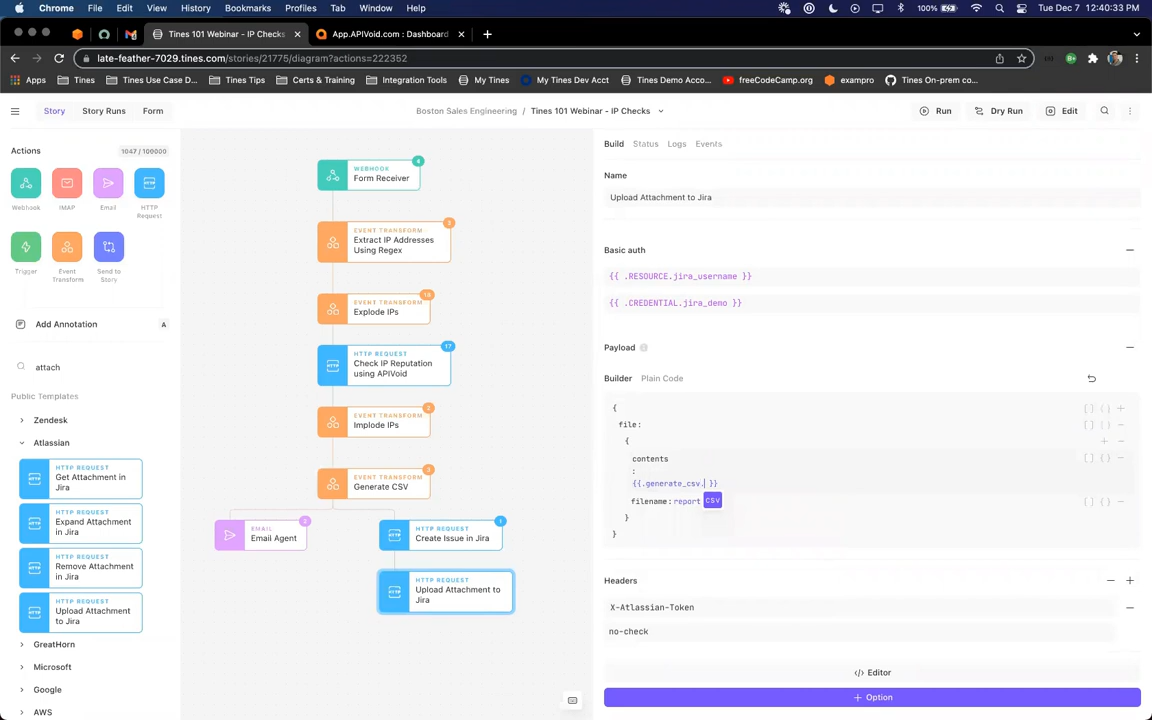 Chrome File Edit View History Bookmarks Profiles Tab Window Help 100% Tue Dec 7 12:40:33 PM
Tines 101 Webinar - IP Checks App.APIVoid.com : Dashboard
late-feather-7029.tines.com/stories/21775/diagram?actions=222352
Apps Tines Tines Use Case D... Tines Tips Certs & Training Integration Tools My Tines My Tines Dev Acct Tines Demo Acco... freeCodeCamp.org exampro Tines On-prem co...
Story Story Runs Form Boston Sales Engineering / Tines 101 Webinar - IP Checks Run Dry Run Edit
Actions 1047 / 100000
Webhook IMAP Email HTTP Request
Trigger Event Transform Send to Story
Add Annotation A
attach
Public Templates
Zendesk
Atlassian
HTTP REQUEST
Get Attachment in
Jira
HTTP REQUEST
Expand Attachment
in Jira
HTTP REQUEST
Remove Attachment
in Jira
HTTP REQUEST
Upload Attachment
to Jira
GreatHorn
Microsoft
Google
AWS
4
WEBHOOK
Form Receiver
3
EVENT TRANSFORM
Extract IP Addresses
Using Regex
EVENT TRANSFORM
Explode IPs
17
HTTP REQUEST
Check IP Reputation
using APIVoid
2
EVENT TRANSFORM
Implode IPs
3
EVENT TRANSFORM
Generate CSV
2
EMAIL
Email Agent
1
HTTP REQUEST
Create Issue in Jira
HTTP REQUEST
Upload Attachment to
Jira
Build Status Logs Events
Name
Upload Attachment to Jira
Basic auth
{{ .RESOURCE.jira_username }}
{{ .CREDENTIAL.jira_demo }}
Payload
Builder Plain Code
{
file:
{
contents
:
{{.generate_csv. }}
filename: report csv
}
}
Headers
X-Atlassian-Token
no-check
</> Editor
+ Option